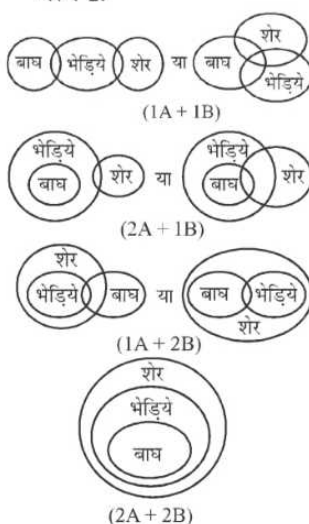 बाघ भेड़िये शेर या बाघ शेर भेड़िये
(1A + 1B)
भेड़िये बाघ शेर या भेड़िये बाघ शेर
(2A + 1B)
शेर भेड़िये बाघ या बाघ भेड़िये शेर
(1A + 2B)
शेर
भेड़िये
बाघ
(2A + 2B)